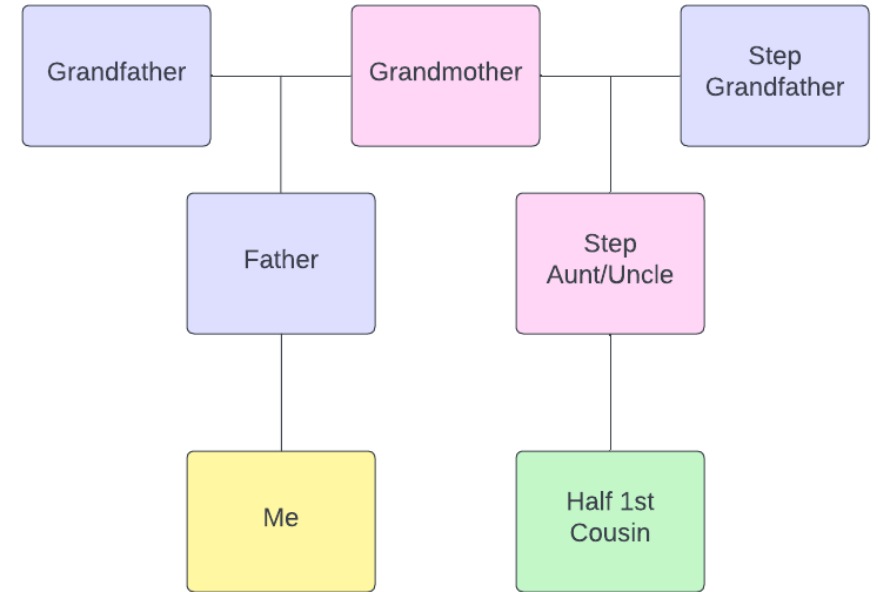 Grandfather
Grandmother
Step
Grandfather
Father
Step
Aunt/Uncle
Me
Half 1st
Cousin